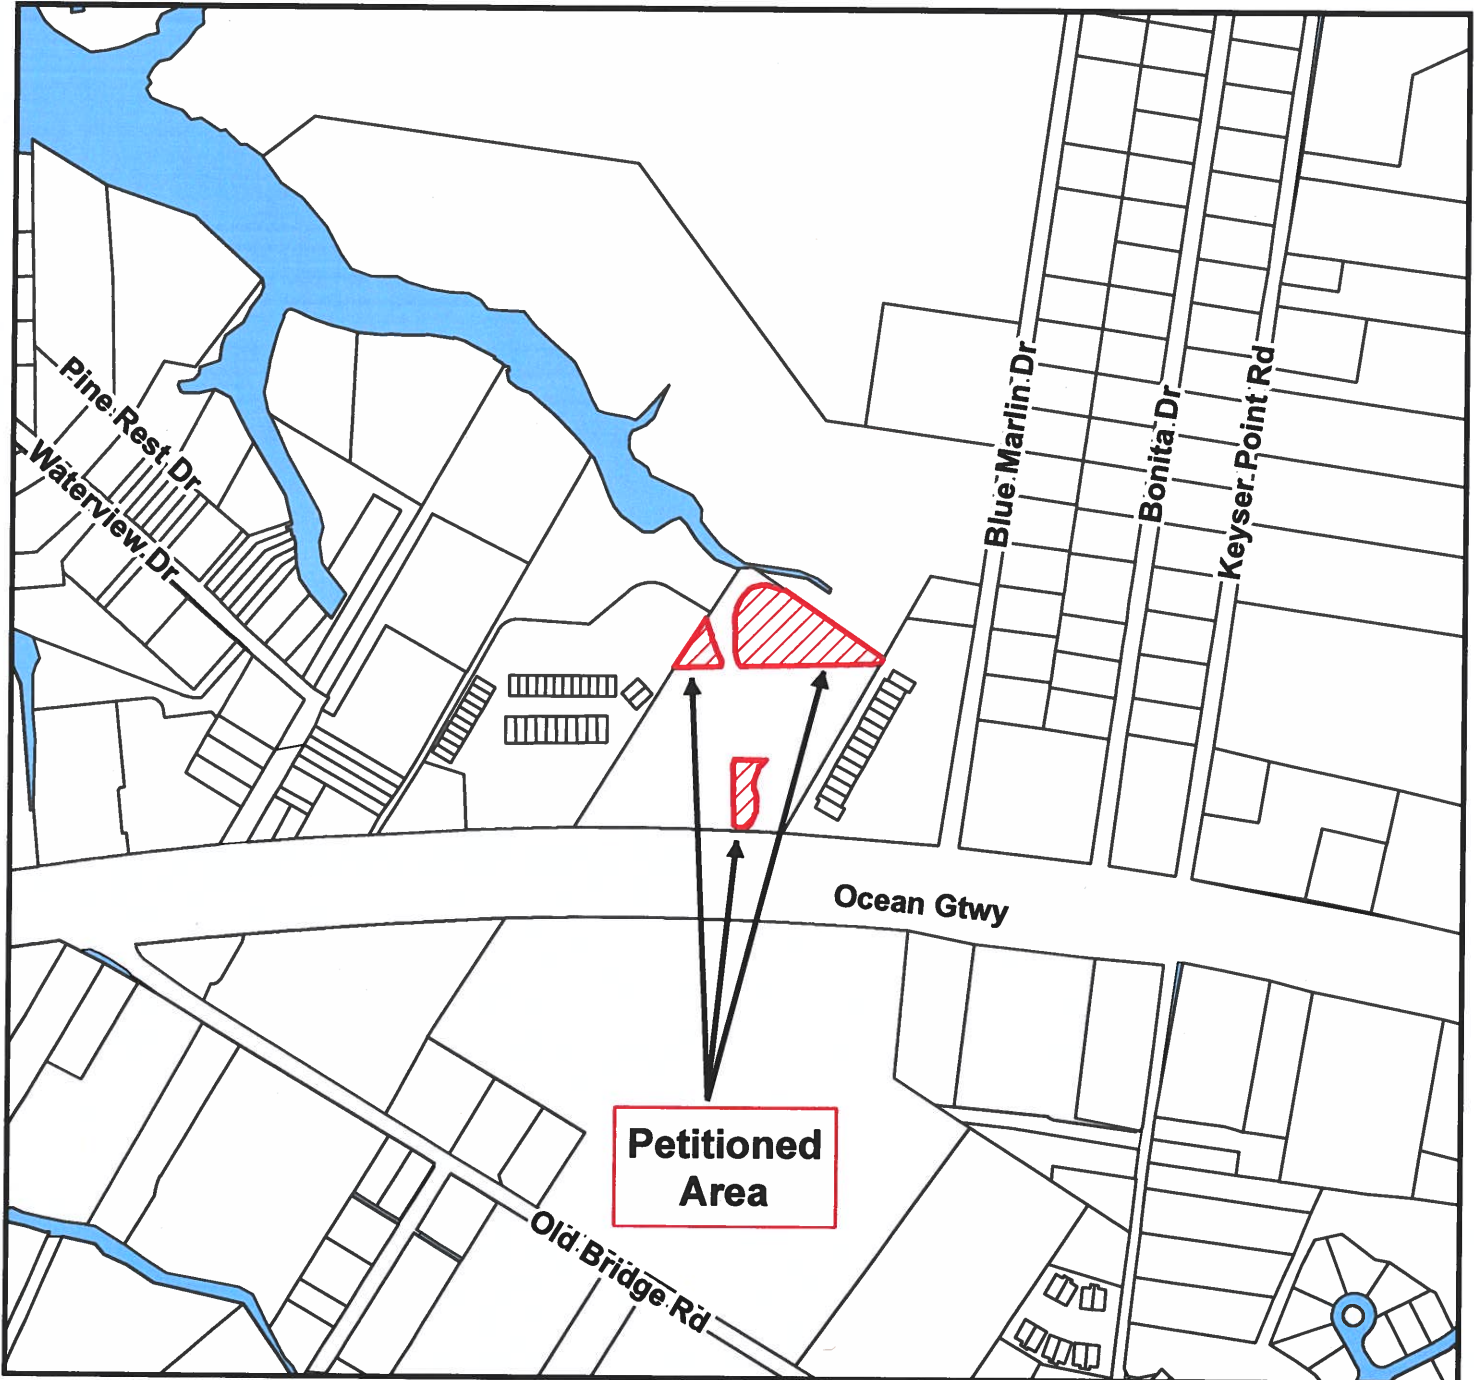 Pine Rest Dr
Waterview Dr
Blue Marlin Dr
Bonita Dr
Keyser Point Rd
Ocean Gtwy
Petitioned
Area
Old Bridge Rd